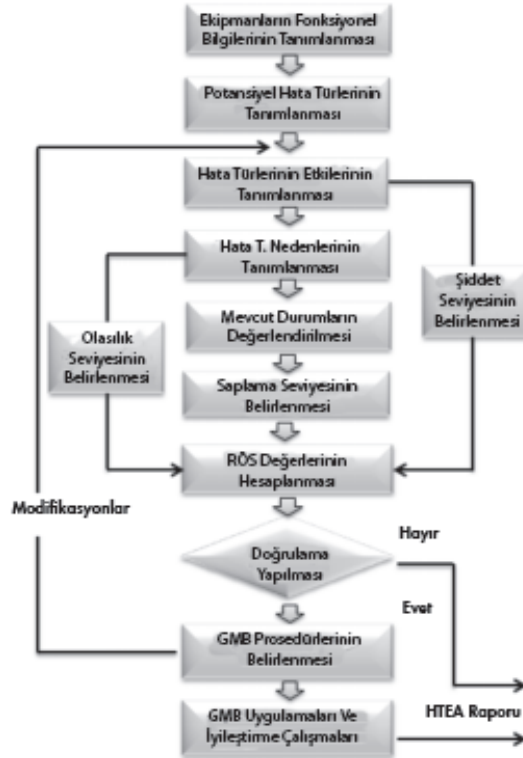 Ekipmanların Fonksiyonel
Bilgilerinin Tanımlanması
Potansiyel Hata Türlerinin
Tanımlanması
Hata Türlerinin Etkilerinin
Tanımlanması
Hata T. Nedenlerinin
Tanımlanması
Şiddet
Seviyesinin
Belirlenmesi
Mevcut Durumların
Değerlendirilmesi
Olasılık
Seviyesinin
Belirlenmesi
Saplama Seviyesinin
Belirlenmesi
RÖS Değerlerinin
Hesaplanması
Modifikasyonlar
Hayır
Doğrulama
Yapılması
Evet
GMB Prosedürlerinin
Belirlenmesi
HTEA Raporu
GMB Uygulamaları Ve
İyileştirme Çalışmaları